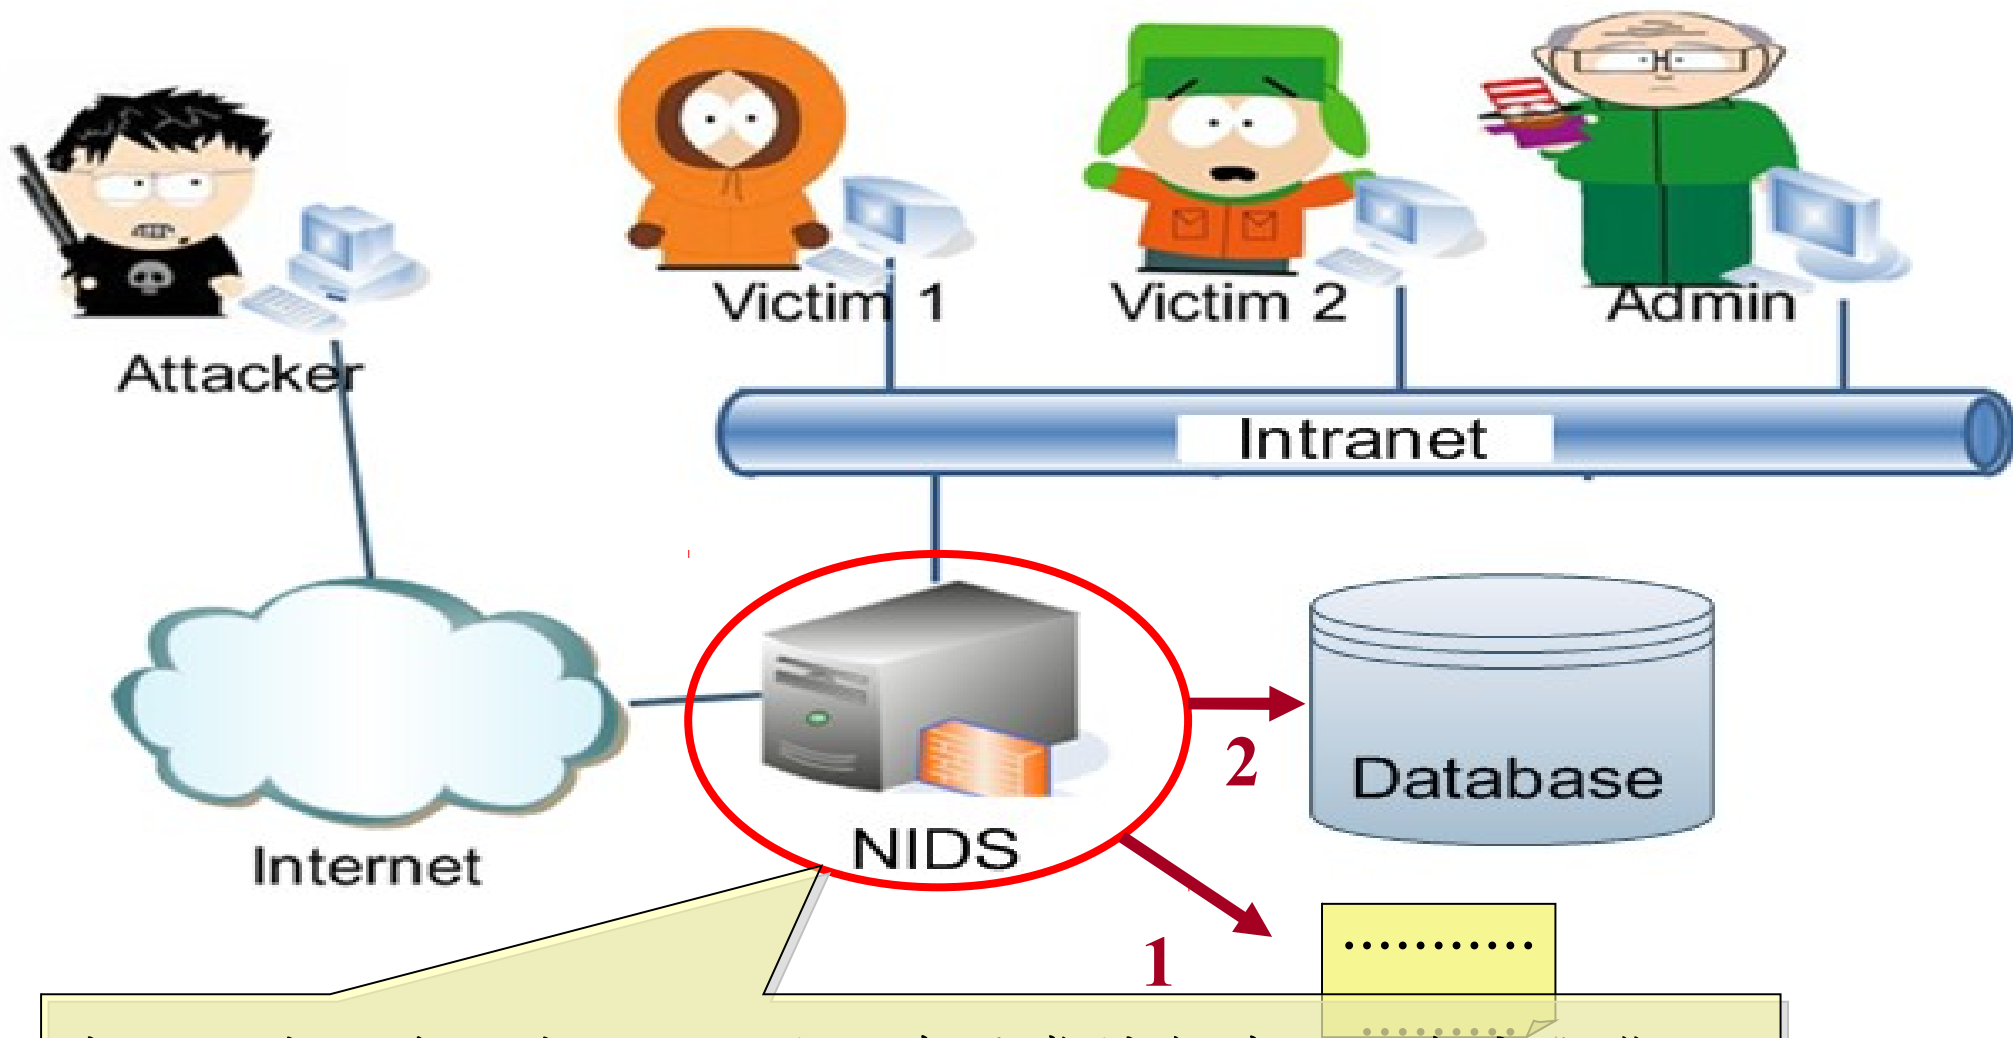 Victim 1
Victim 2
Admin
Attacker
Intranet
Internet
NIDS
2
Database
1
...........
.........